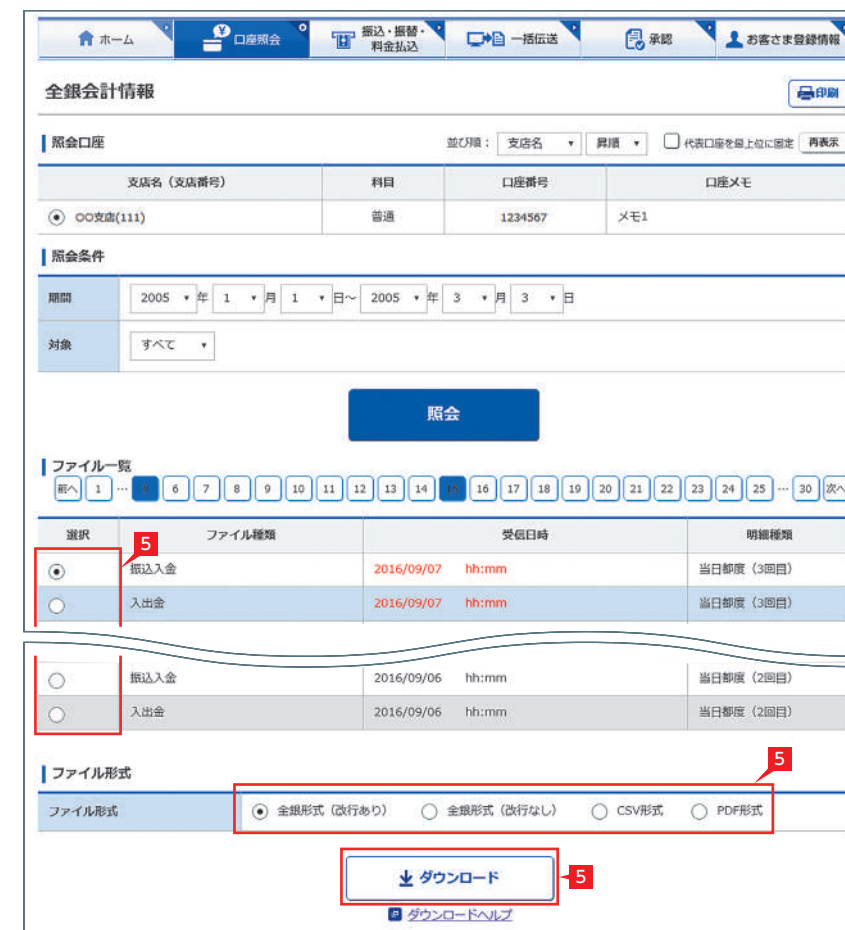 ホーム 口座照会 振込・振替・料金払込 一括伝送 承認 お客さま登録情報
全銀会計情報 印刷
照会口座 並び順： 支店名 ▼ 昇順 ▼ 代表口座を最上位に固定 再表示
支店名（支店番号） 科目 口座番号 口座メモ
〇〇支店(111) 普通 1234567 メモ1
照会条件
期間 2005 ▼ 年 1 ▼ 月 1 ▼ 日～ 2005 ▼ 年 3 ▼ 月 3 ▼ 日
対象 すべて ▼
照会
ファイル一覧
前へ 1 … 6 7 8 9 10 11 12 13 14 15 16 17 18 19 20 21 22 23 24 25 … 30 次へ
選択 ファイル種類 受信日時 明細種類
5
振込入金 2016/09/07 hh:mm 当日都度（3回目）
入出金 2016/09/07 hh:mm 当日都度（3回目）
振込入金 2016/09/06 hh:mm 当日都度（2回目）
入出金 2016/09/06 hh:mm 当日都度（2回目）
5
ファイル形式
ファイル形式 全銀形式（改行あり） 全銀形式（改行なし） CSV形式 PDF形式
ダウンロード 5
ダウンロードヘルプ